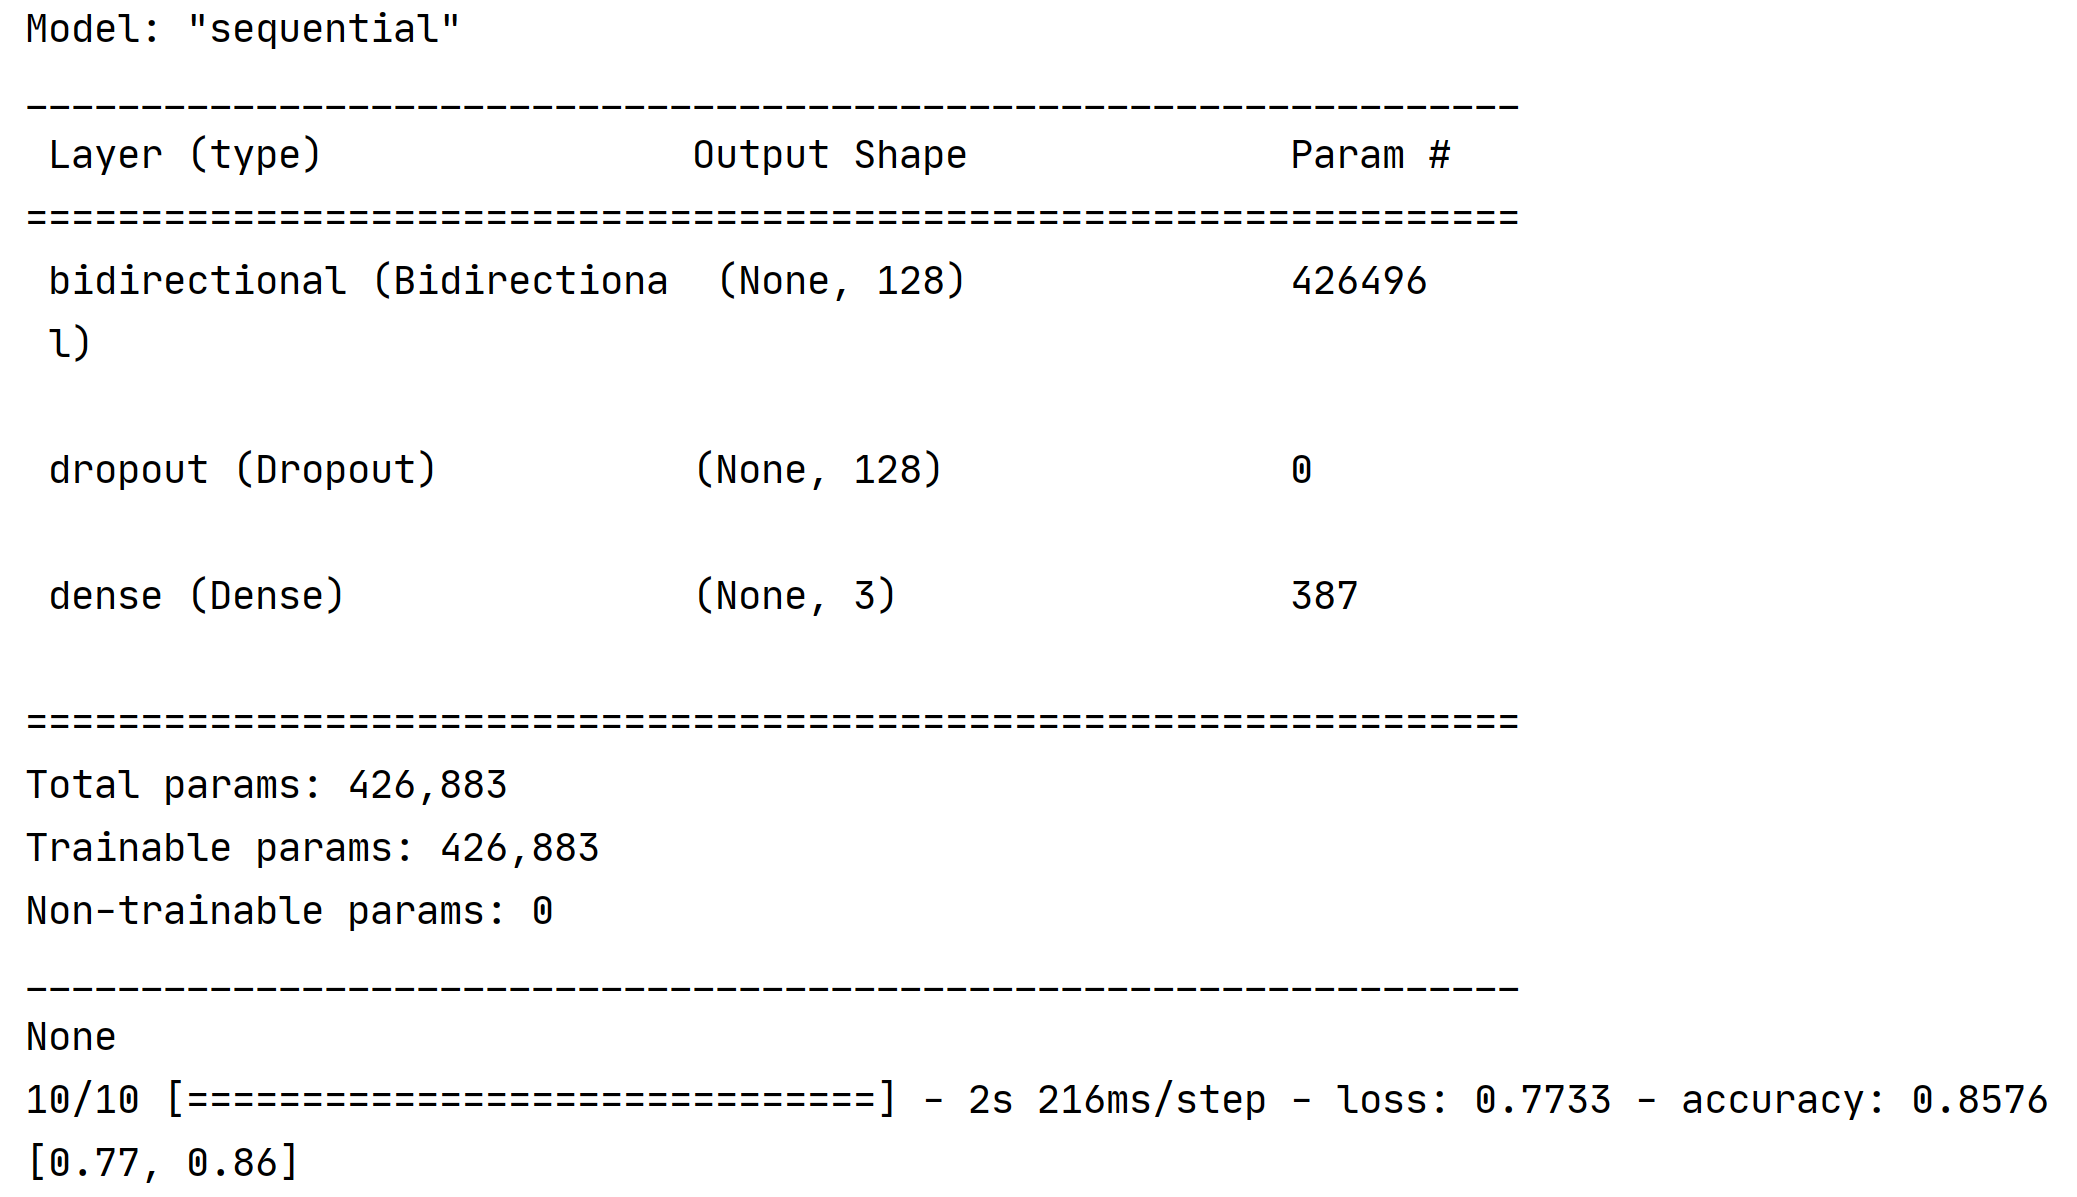 Model: "sequential"
_________________________________________________________________
 Layer (type)                Output Shape              Param #
=================================================================
 bidirectional (Bidirectiona  (None, 128)              426496
 l)
 dropout (Dropout)           (None, 128)               0
 dense (Dense)               (None, 3)                 387
=================================================================
Total params: 426,883
Trainable params: 426,883
Non-trainable params: 0
_________________________________________________________________
None
10/10 [==============================] - 2s 216ms/step - loss: 0.7733 - accuracy: 0.8576
[0.77, 0.86]